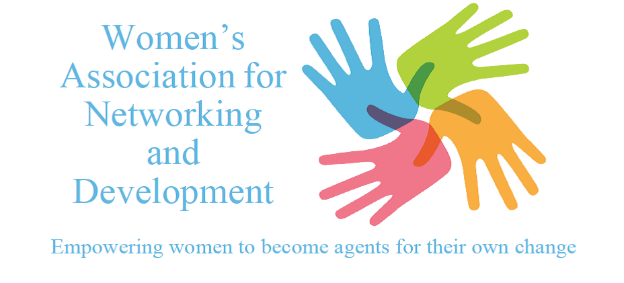 Women’s
Association for
Networking
and
Development
Empowering women to become agents for their own change